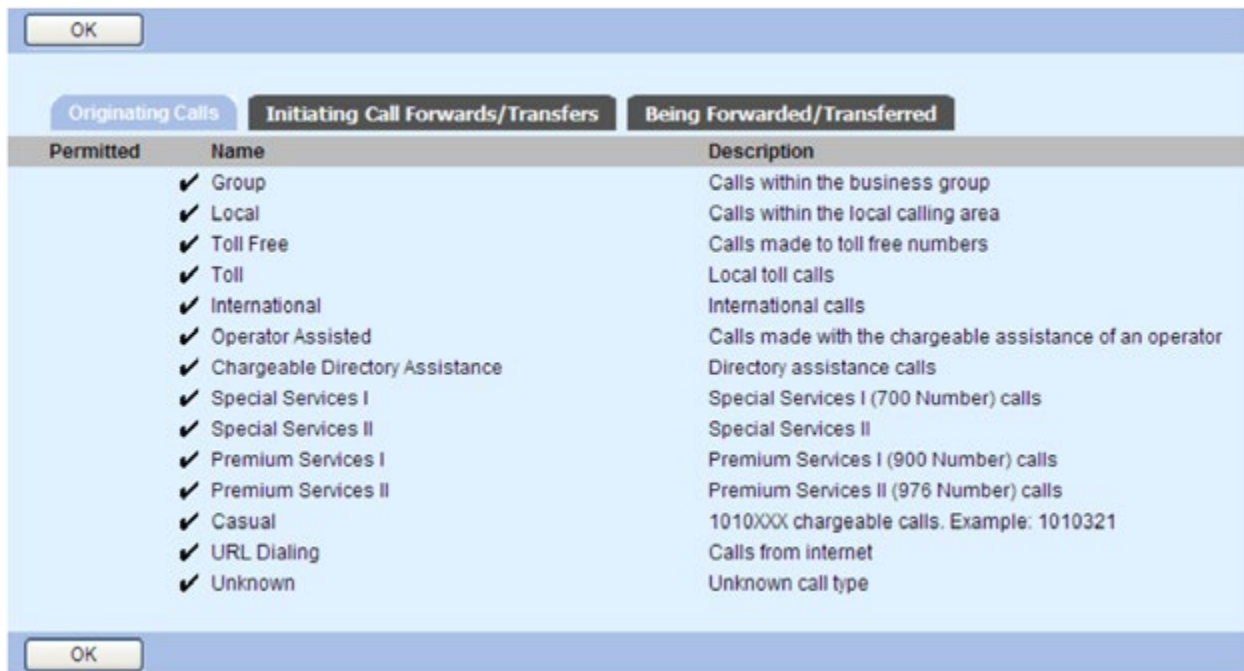 OK
Originating Calls Initiating Call Forwards/Transfers Being Forwarded/Transferred
Permitted Name Description
✔ Group Calls within the business group
✔ Local Calls within the local calling area
✔ Toll Free Calls made to toll free numbers
✔ Toll Local toll calls
✔ International International calls
✔ Operator Assisted Calls made with the chargeable assistance of an operator
✔ Chargeable Directory Assistance Directory assistance calls
✔ Special Services I Special Services I (700 Number) calls
✔ Special Services II Special Services II
✔ Premium Services I Premium Services I (900 Number) calls
✔ Premium Services II Premium Services II (976 Number) calls
✔ Casual 1010XXX chargeable calls. Example: 1010321
✔ URL Dialing Calls from internet
✔ Unknown Unknown call type
OK